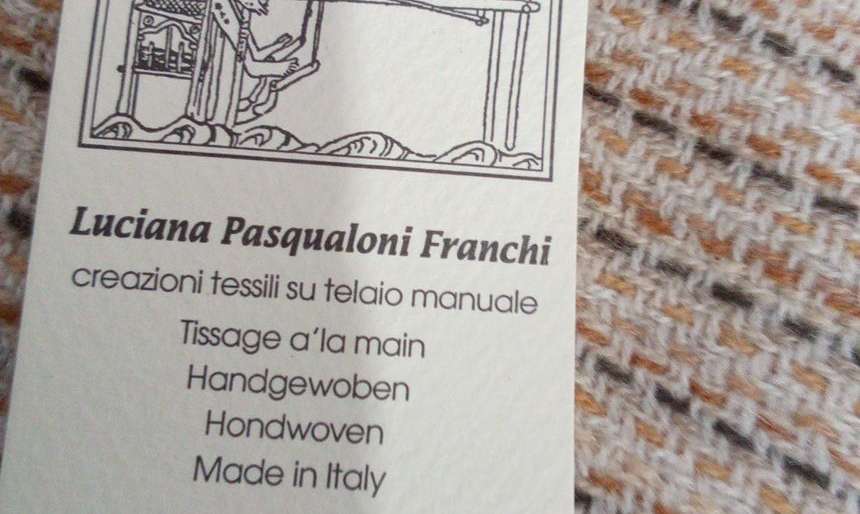 Luciana Pasqualoni Franchi
creazioni tessili su telaio manuale
Tissage a'la main
Handgewoben
Hondwoven
Made in Italy